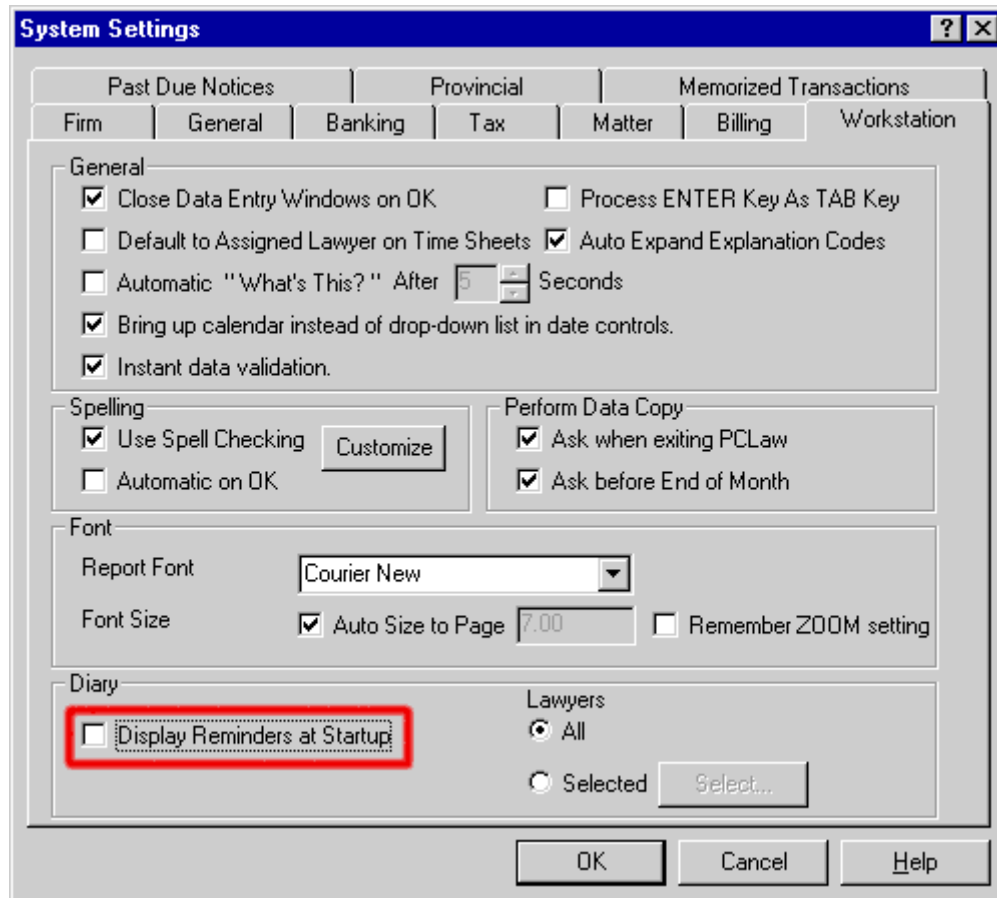 System Settings
Past Due Notices Provincial Memorized Transactions
Firm General Banking Tax Matter Billing Workstation
General
Close Data Entry Windows on OK Process ENTER Key As TAB Key
Default to Assigned Lawyer on Time Sheets Auto Expand Explanation Codes
Automatic "What's This?" After 5 Seconds
Bring up calendar instead of drop-down list in date controls.
Instant data validation.
Spelling Perform Data Copy
Use Spell Checking Customize Ask when exiting PCLaw
Automatic on OK Ask before End of Month
Font
Report Font Courier New
Font Size Auto Size to Page 7.00 Remember ZOOM setting
Diary
Lawyers
Display Reminders at Startup All
Selected Select...
OK Cancel Help